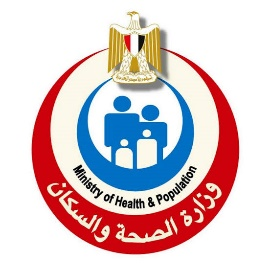 Ministry of Health & Population
وزارة الصحة والسكان